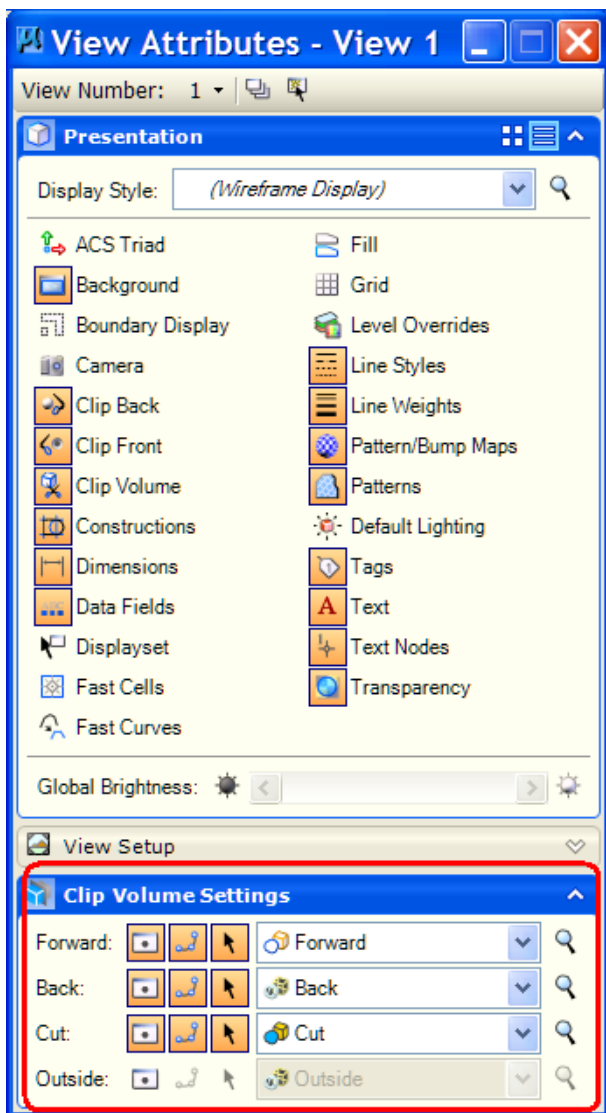 View Attributes - View 1
View Number: 1
Presentation
Display Style: (Wireframe Display)
ACS Triad
Background
Boundary Display
Camera
Clip Back
Clip Front
Clip Volume
Constructions
Dimensions
Data Fields
Displayset
Fast Cells
Fast Curves
Fill
Grid
Level Overrides
Line Styles
Line Weights
Pattern/Bump Maps
Patterns
Default Lighting
Tags
Text
Text Nodes
Transparency
Global Brightness:
View Setup
Clip Volume Settings
Forward: Forward
Back: Back
Cut: Cut
Outside: Outside